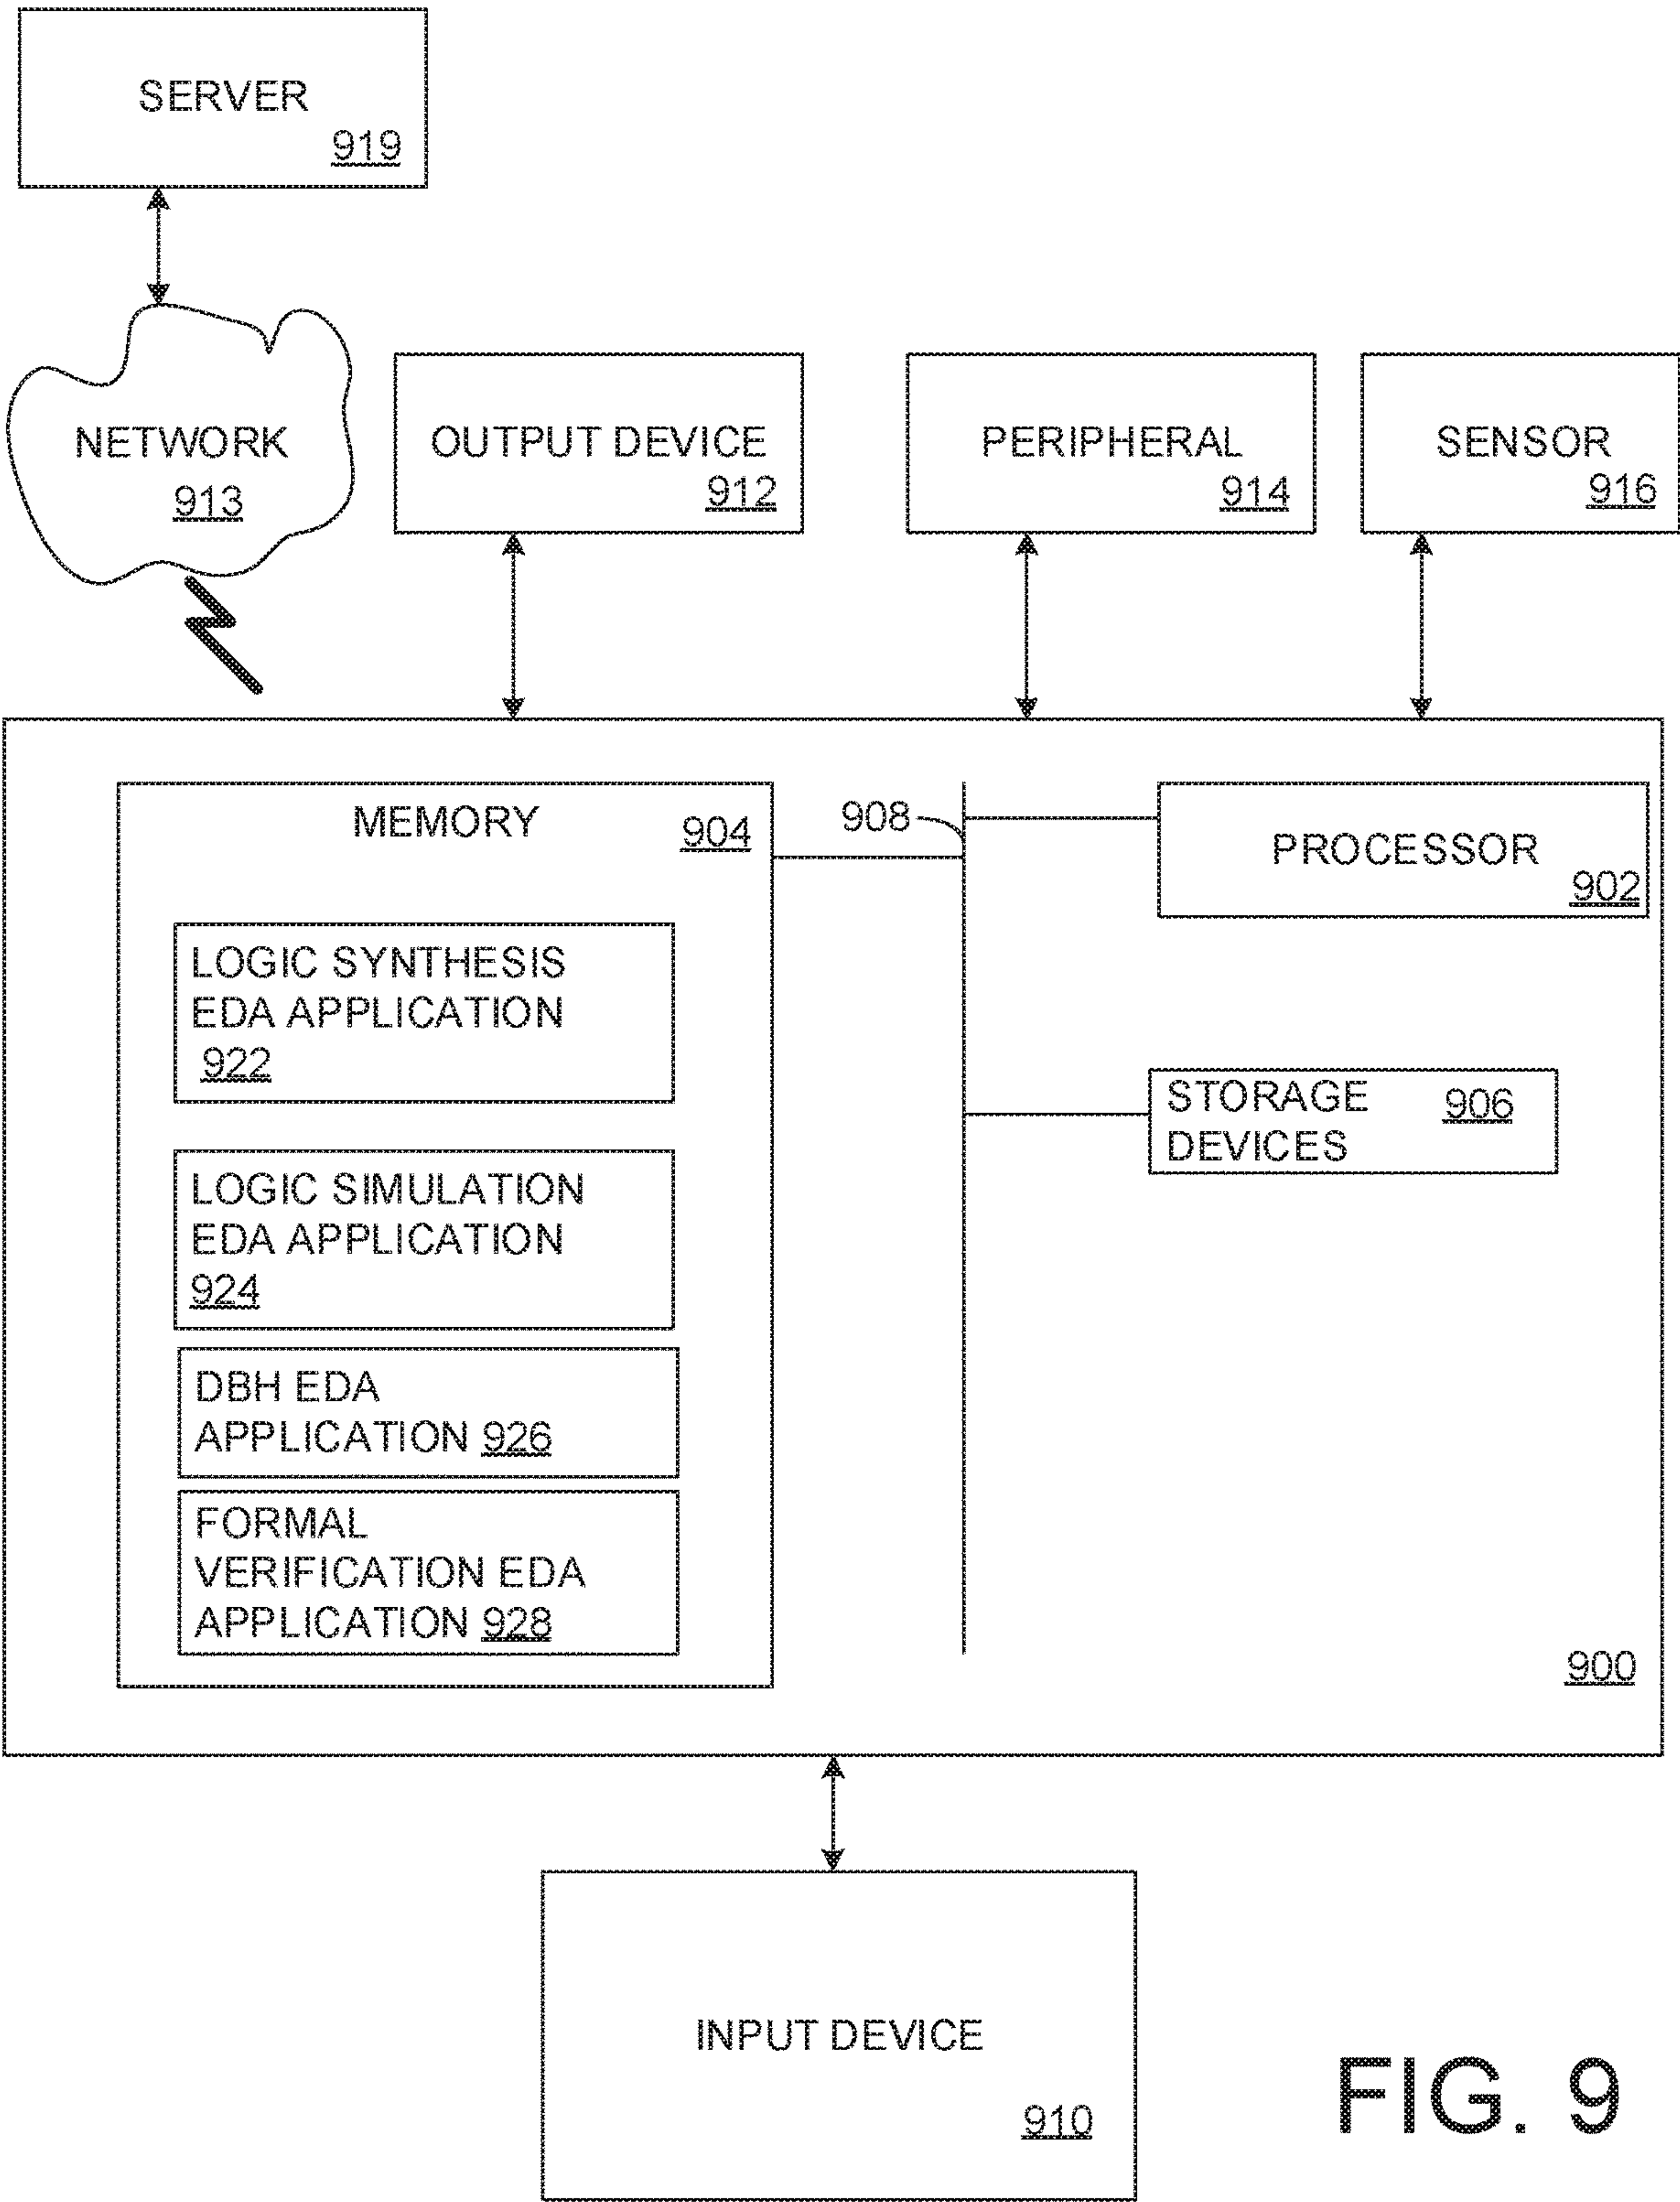 SERVER
919
NETWORK
913
OUTPUT DEVICE
912
PERIPHERAL
914
SENSOR
916
MEMORY
904
908
PROCESSOR
902
LOGIC SYNTHESIS
EDA APPLICATION
922
STORAGE
906
DEVICES
LOGIC SIMULATION
EDA APPLICATION
924
DBH EDA
APPLICATION 926
FORMAL
VERIFICATION EDA
APPLICATION 928
900
INPUT DEVICE
910
FIG. 9